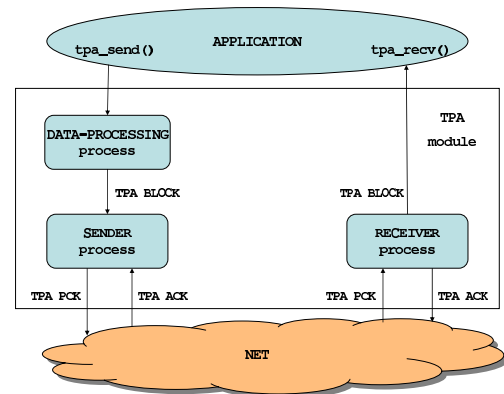 APPLICATION
tpa_send()
tpa_recv()
TPA
module
DATA-PROCESSING
process
TPA BLOCK
TPA BLOCK
SENDER
process
RECEIVER
process
TPA PCK
TPA ACK
TPA PCK
TPA ACK
NET